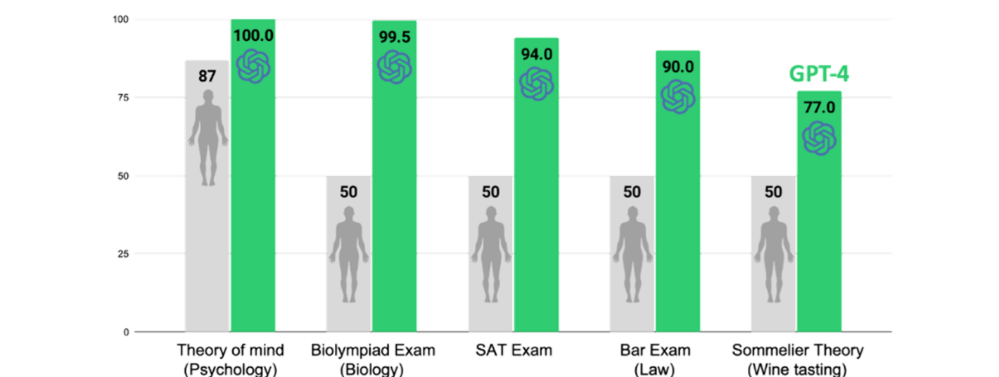 100
75
50
25
0
87
100.0
50
99.5
50
94.0
50
90.0
GPT-4
50
77.0
Theory of mind
(Psychology)
Biolympiad Exam
(Biology)
SAT Exam
Bar Exam
(Law)
Sommelier Theory
(Wine tasting)